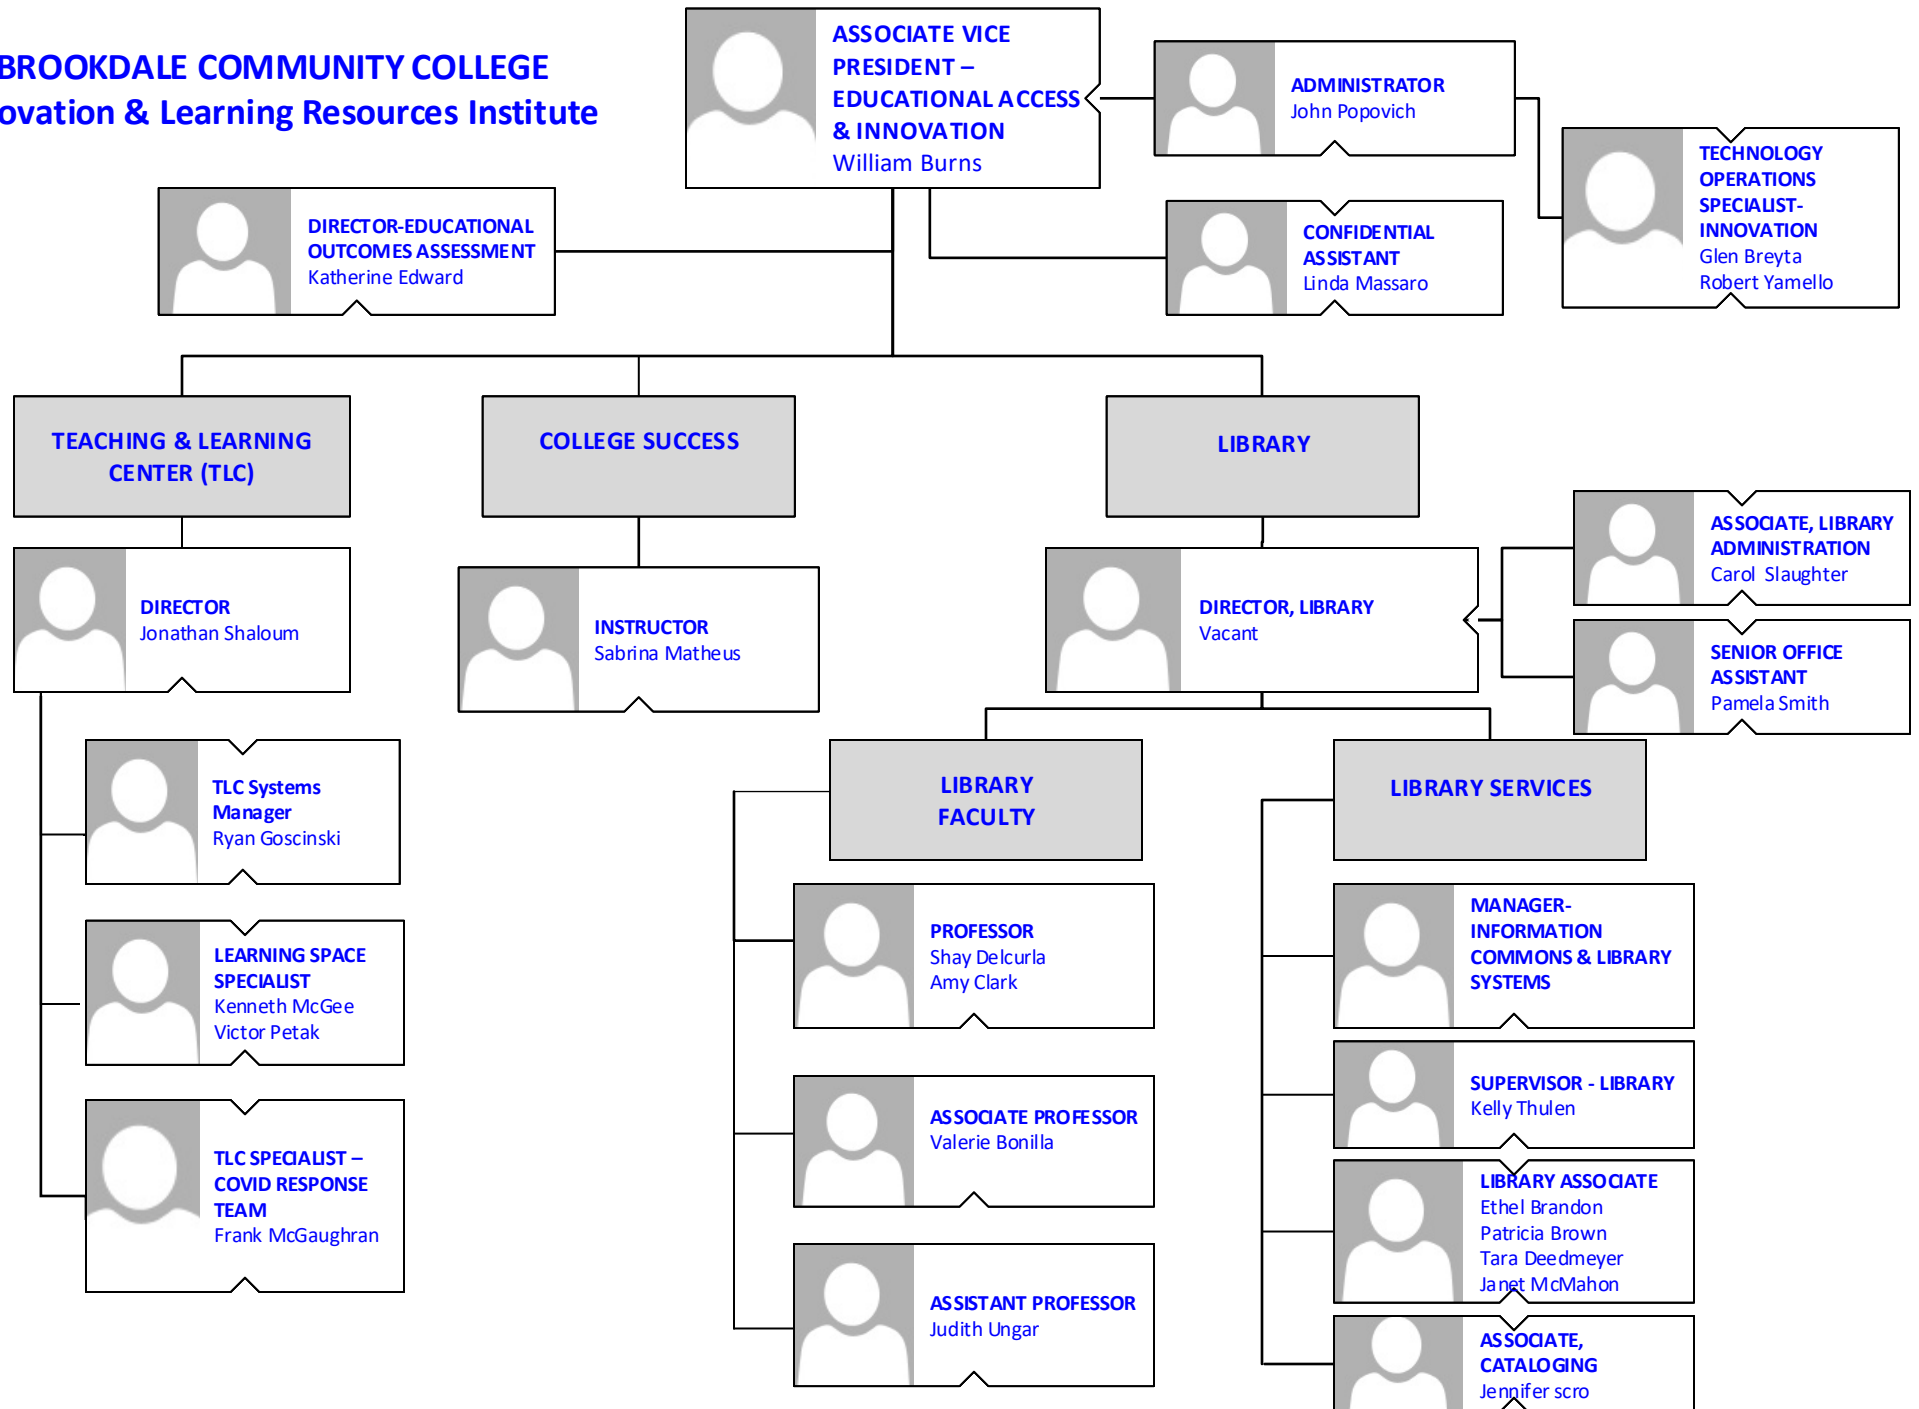 BROOKDALE COMMUNITY COLLEGE
ovation & Learning Resources Institute
ASSOCIATE VICE
PRESIDENT –
EDUCATIONAL ACCESS
& INNOVATION
William Burns
ADMINISTRATOR
John Popovich
TECHNOLOGY
OPERATIONS
SPECIALIST-
INNOVATION
Glen Breyta
Robert Yamello
DIRECTOR-EDUCATIONAL
OUTCOMES ASSESSMENT
Katherine Edward
CONFIDENTIAL
ASSISTANT
Linda Massaro
TEACHING & LEARNING
CENTER (TLC)
COLLEGE SUCCESS
LIBRARY
DIRECTOR
Jonathan Shaloum
INSTRUCTOR
Sabrina Matheus
DIRECTOR, LIBRARY
Vacant
ASSOCIATE, LIBRARY
ADMINISTRATION
Carol Slaughter
SENIOR OFFICE
ASSISTANT
Pamela Smith
TLC Systems
Manager
Ryan Goscinski
LEARNING SPACE
SPECIALIST
Kenneth McGee
Victor Petak
TLC SPECIALIST –
COVID RESPONSE
TEAM
Frank McGaughran
LIBRARY
FACULTY
PROFESSOR
Shay Delcurla
Amy Clark
ASSOCIATE PROFESSOR
Valerie Bonilla
ASSISTANT PROFESSOR
Judith Ungar
LIBRARY SERVICES
MANAGER-
INFORMATION
COMMONS & LIBRARY
SYSTEMS
SUPERVISOR - LIBRARY
Kelly Thulen
LIBRARY ASSOCIATE
Ethel Brandon
Patricia Brown
Tara Deedmeyer
Janet McMahon
ASSOCIATE,
CATALOGING
Jennifer scro